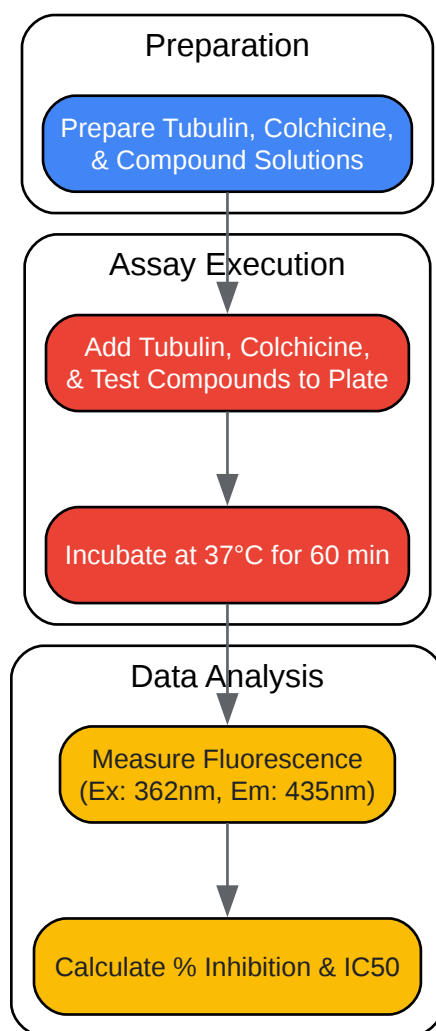 Preparation
Prepare Tubulin, Colchicine,
& Compound Solutions
Assay Execution
Add Tubulin, Colchicine,
& Test Compounds to Plate
Incubate at 37°C for 60 min
Data Analysis
Measure Fluorescence
(Ex: 362nm, Em: 435nm)
Calculate % Inhibition & IC50